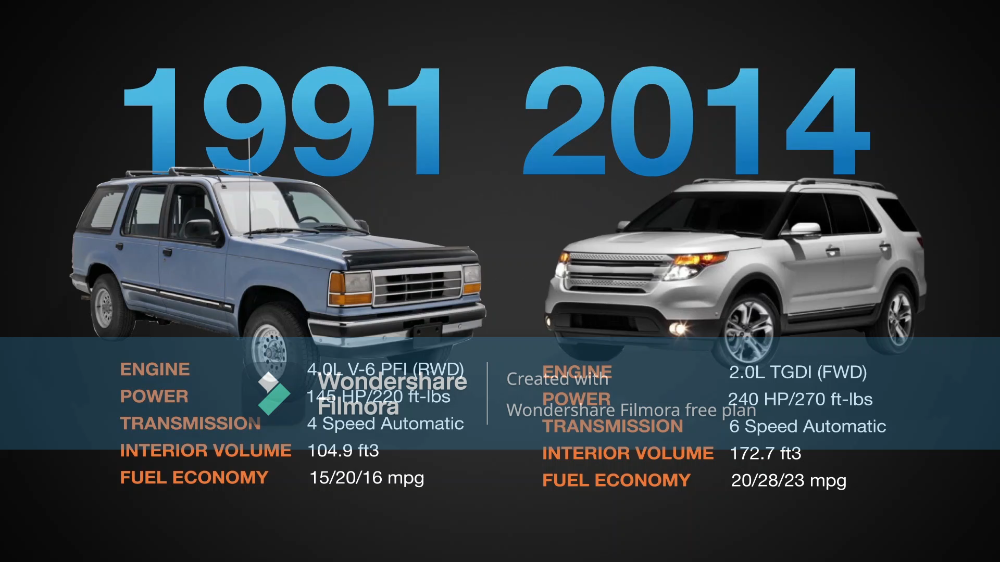 1991
2014
ENGINE 4.0L V-6 PFI (RWD)
POWER 145 HP/220 ft-lbs
TRANSMISSION 4 Speed Automatic
INTERIOR VOLUME 104.9 ft3
FUEL ECONOMY 15/20/16 mpg
ENGINE 2.0L TGDI (FWD)
POWER 240 HP/270 ft-lbs
TRANSMISSION 6 Speed Automatic
INTERIOR VOLUME 172.7 ft3
FUEL ECONOMY 20/28/23 mpg
Wondershare
Filmora
Created with
Wondershare Filmora free plan